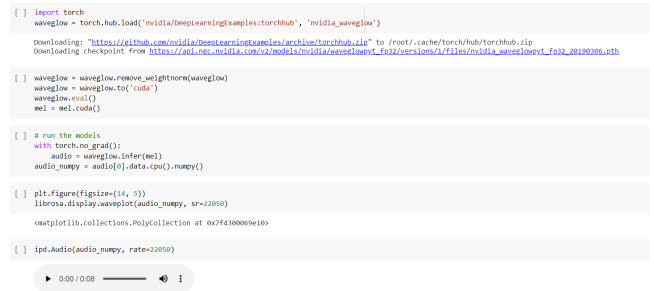 [ ] import torch
waveglow = torch.hub.load('nvidia/DeepLearningExamples:torchhub', 'nvidia_waveglow')
Downloading: "https://github.com/nvidia/DeepLearningExamples/archive/torchhub.zip" to /root/.cache/torch/hub/torchhub.zip
Downloading checkpoint from https://api.ngc.nvidia.com/v2/models/nvidia/waveglowpyt_fp32/versions/1/files/nvidia_waveglowpyt_fp32_20190306.pth
[ ] waveglow = waveglow.remove_weightnorm(waveglow)
waveglow = waveglow.to('cuda')
waveglow.eval()
mel = mel.cuda()
[ ] # run the models
with torch.no_grad():
audio = waveglow.infer(mel)
audio_numpy = audio[0].data.cpu().numpy()
[ ] plt.figure(figsize=(14, 5))
librosa.display.waveplot(audio_numpy, sr=22050)
<matplotlib.collections.PolyCollection at 0x7f4300069e10>
[ ] ipd.Audio(audio_numpy, rate=22050)
0:00 / 0:08